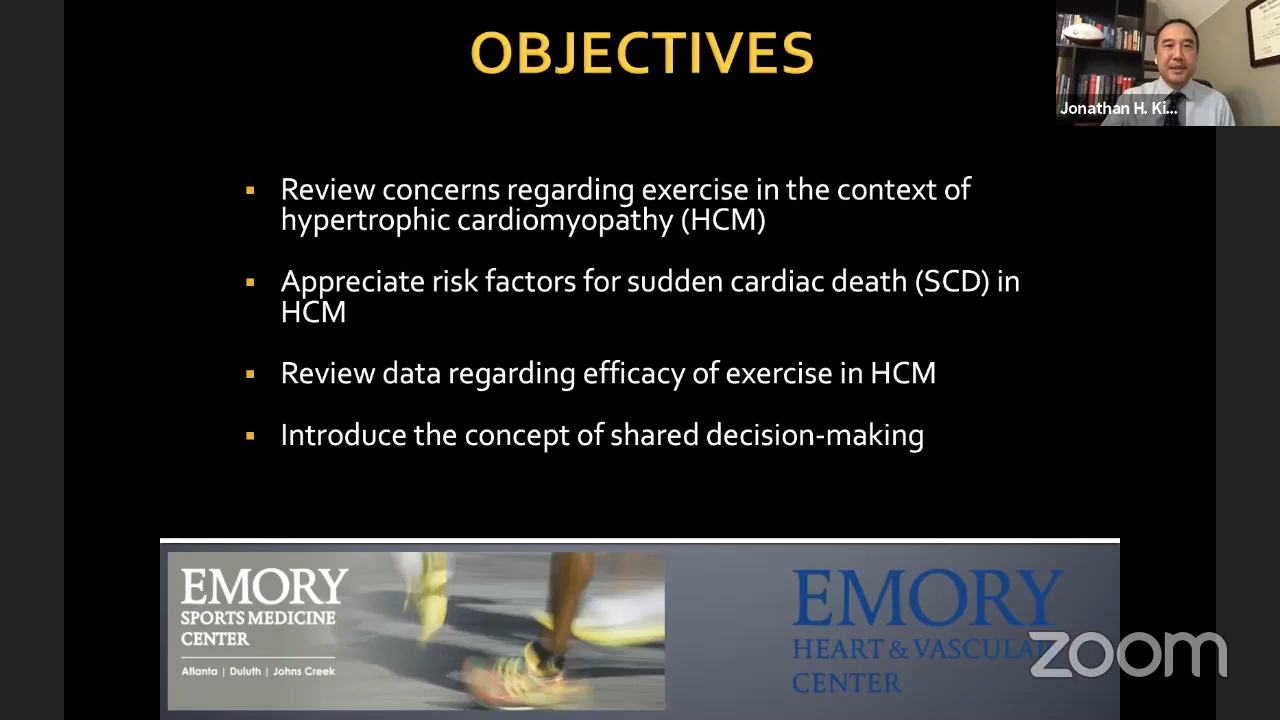 OBJECTIVES
Jonathan H. Ki...
Review concerns regarding exercise in the context of
hypertrophic cardiomyopathy (HCM)
Appreciate risk factors for sudden cardiac death (SCD) in
HCM
Review data regarding efficacy of exercise in HCM
Introduce the concept of shared decision-making
EMORY
SPORTS MEDICINE
CENTER
Atlanta | Duluth | Johns Creek
EMORY
HEART & VASCULAR
CENTER
zoom